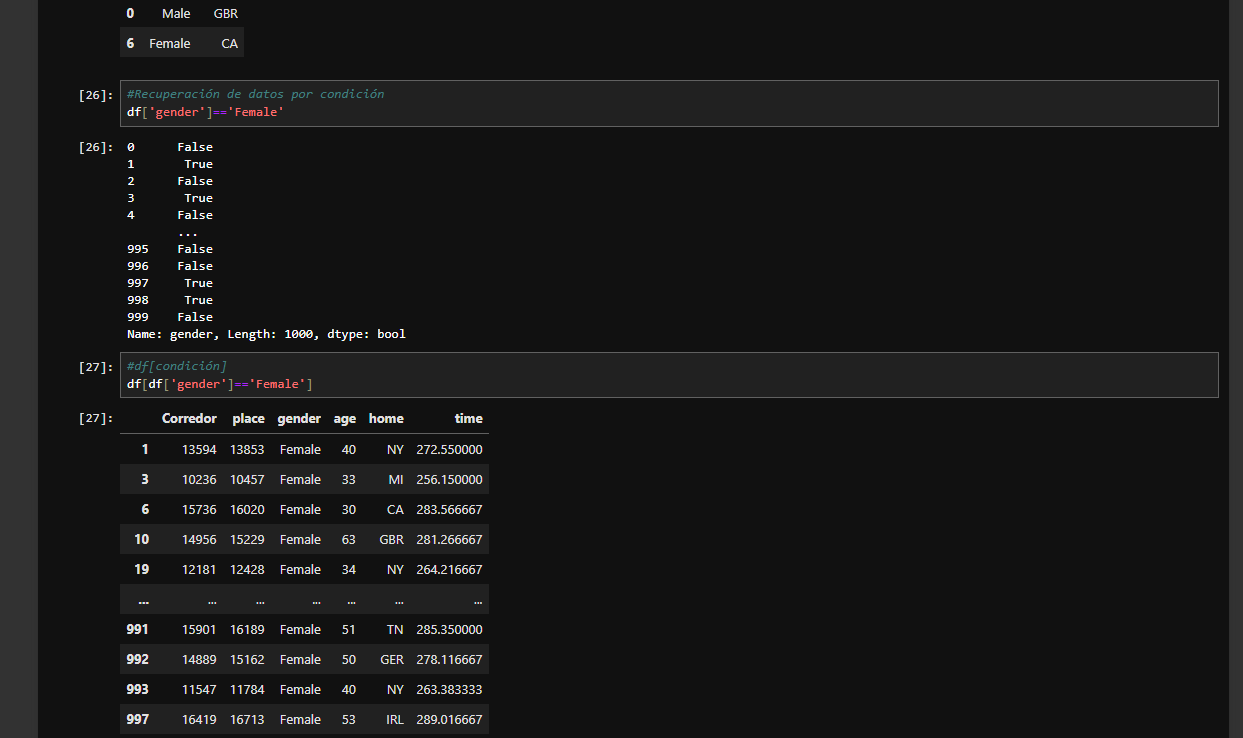 0 Male GBR
6 Female CA
[26]: #Recuperación de datos por condición
df['gender']=='Female'
[26]: 0 False
1 True
2 False
3 True
4 False
...
995 False
996 False
997 True
998 True
999 False
Name: gender, Length: 1000, dtype: bool
[27]: #df[condición]
df[df['gender']=='Female']
[27]: Corredor place gender age home time
1 13594 13853 Female 40 NY 272.550000
3 10236 10457 Female 33 MI 256.150000
6 15736 16020 Female 30 CA 283.566667
10 14956 15229 Female 63 GBR 281.266667
19 12181 12428 Female 34 NY 264.216667
... ... ... ... ... ... ...
991 15901 16189 Female 51 TN 285.350000
992 14889 15162 Female 50 GER 278.116667
993 11547 11784 Female 40 NY 263.383333
997 16419 16713 Female 53 IRL 289.016667